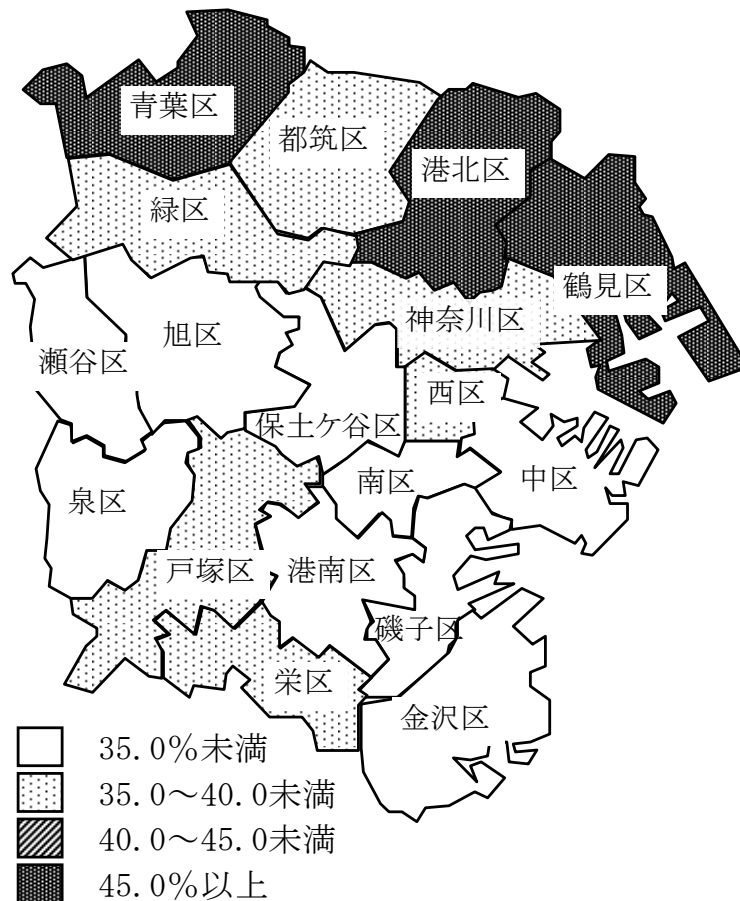 青葉区
都筑区
港北区
緑区
鶴見区
神奈川区
旭区
瀬谷区
西区
保土ケ谷区
南区
中区
泉区
戸塚区
港南区
磯子区
栄区
金沢区
35.0%未満
35.0～40.0未満
40.0～45.0未満
45.0%以上